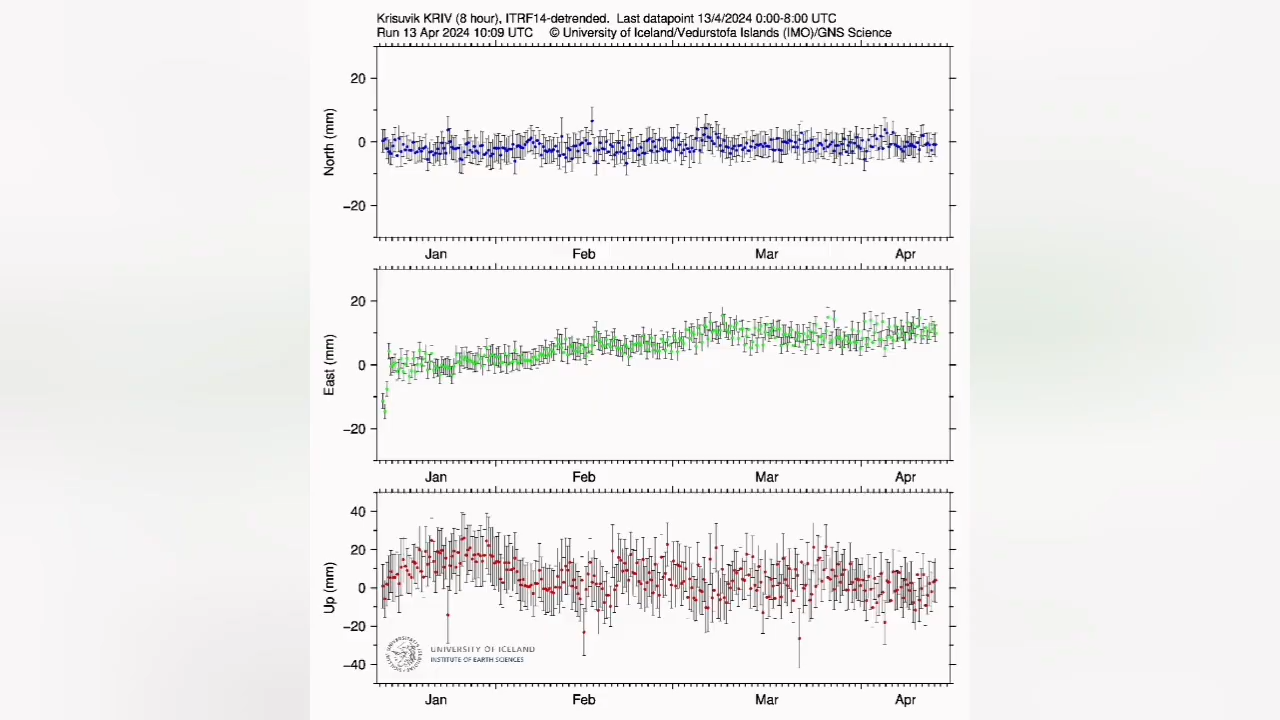 Krisuvik KRIV (8 hour), ITRF14-detrended. Last datapoint 13/4/2024 0:00-8:00 UTC
Run 13 Apr 2024 10:09 UTC © University of Iceland/Vedurstofa Islands (IMO)/GNS Science
20
0
−20
North (mm)
Jan Feb Mar Apr
20
0
−20
East (mm)
Jan Feb Mar Apr
40
20
0
−20
−40
Up (mm)
UNIVERSITY OF ICELAND
INSTITUTE OF EARTH SCIENCES
Jan Feb Mar Apr